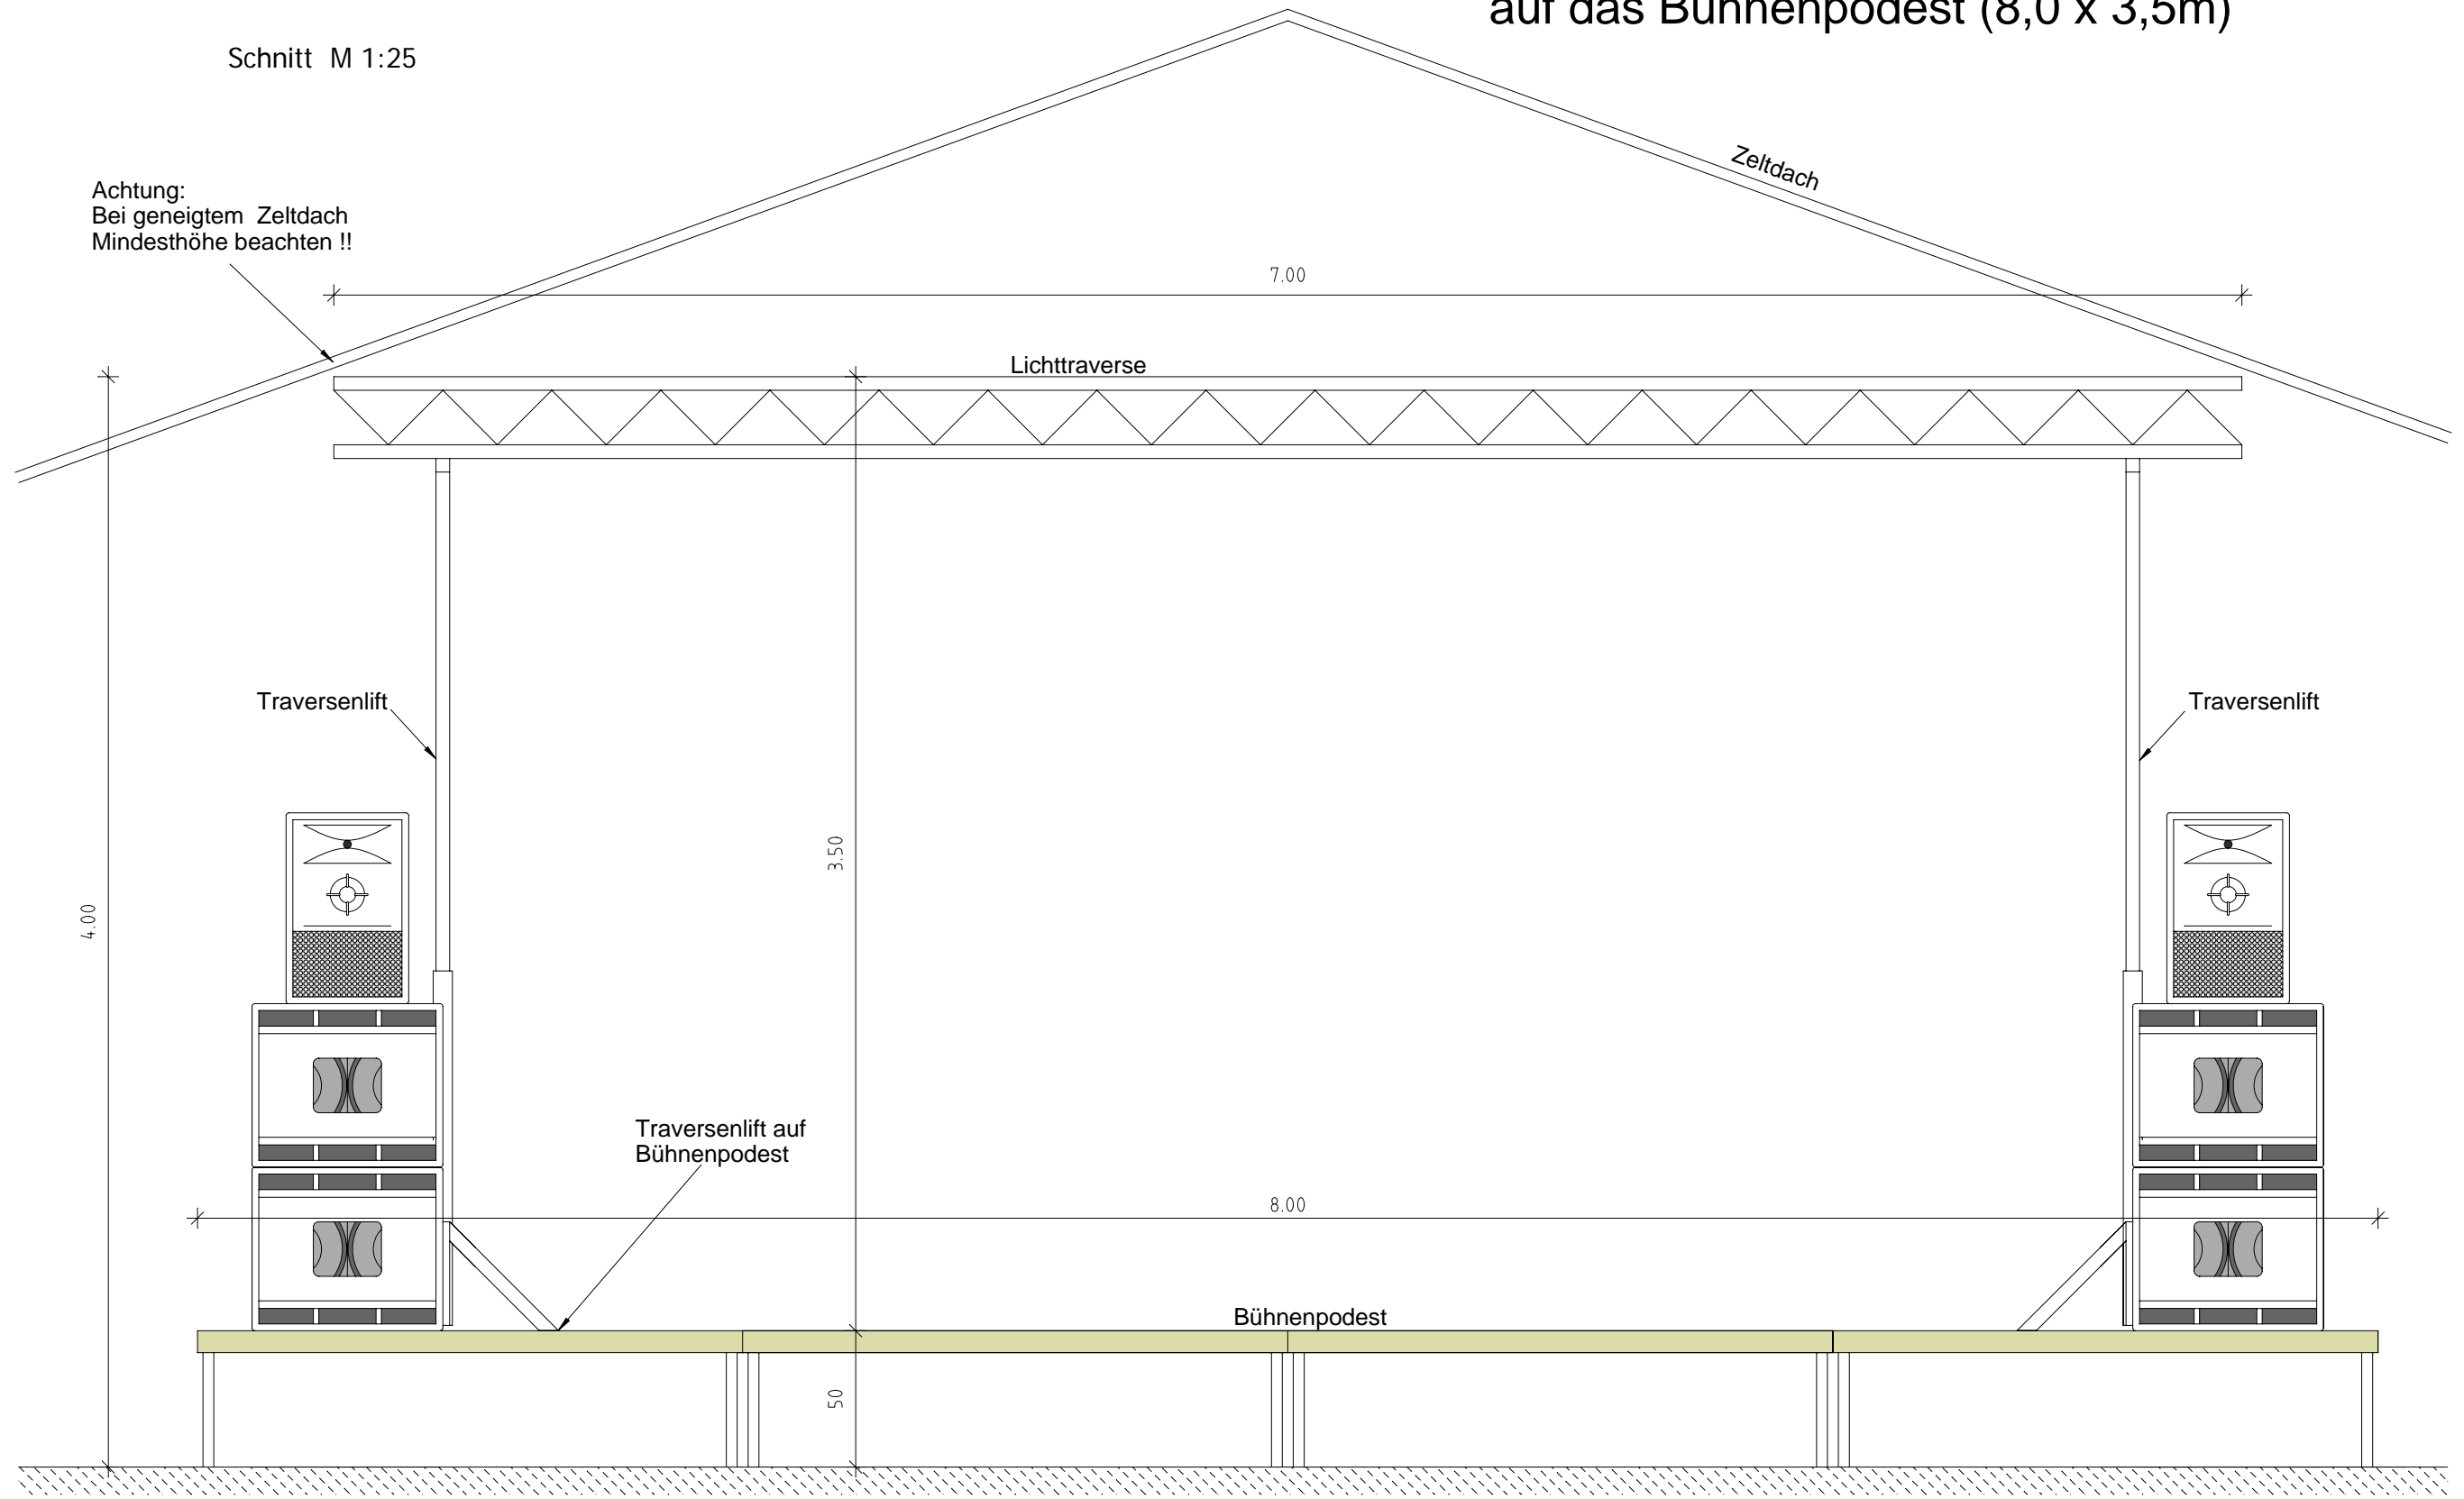 auf das Bühnenpodest (8,0 x 3,5m)
Schnitt M 1:25
Zeltdach
Achtung:
Bei geneigtem Zeltdach
Mindesthöhe beachten !!
7.00
Lichttraverse
Traversenlift
Traversenlift
3.50
4.00
Traversenlift auf
Bühnenpodest
8.00
Bühnenpodest
50